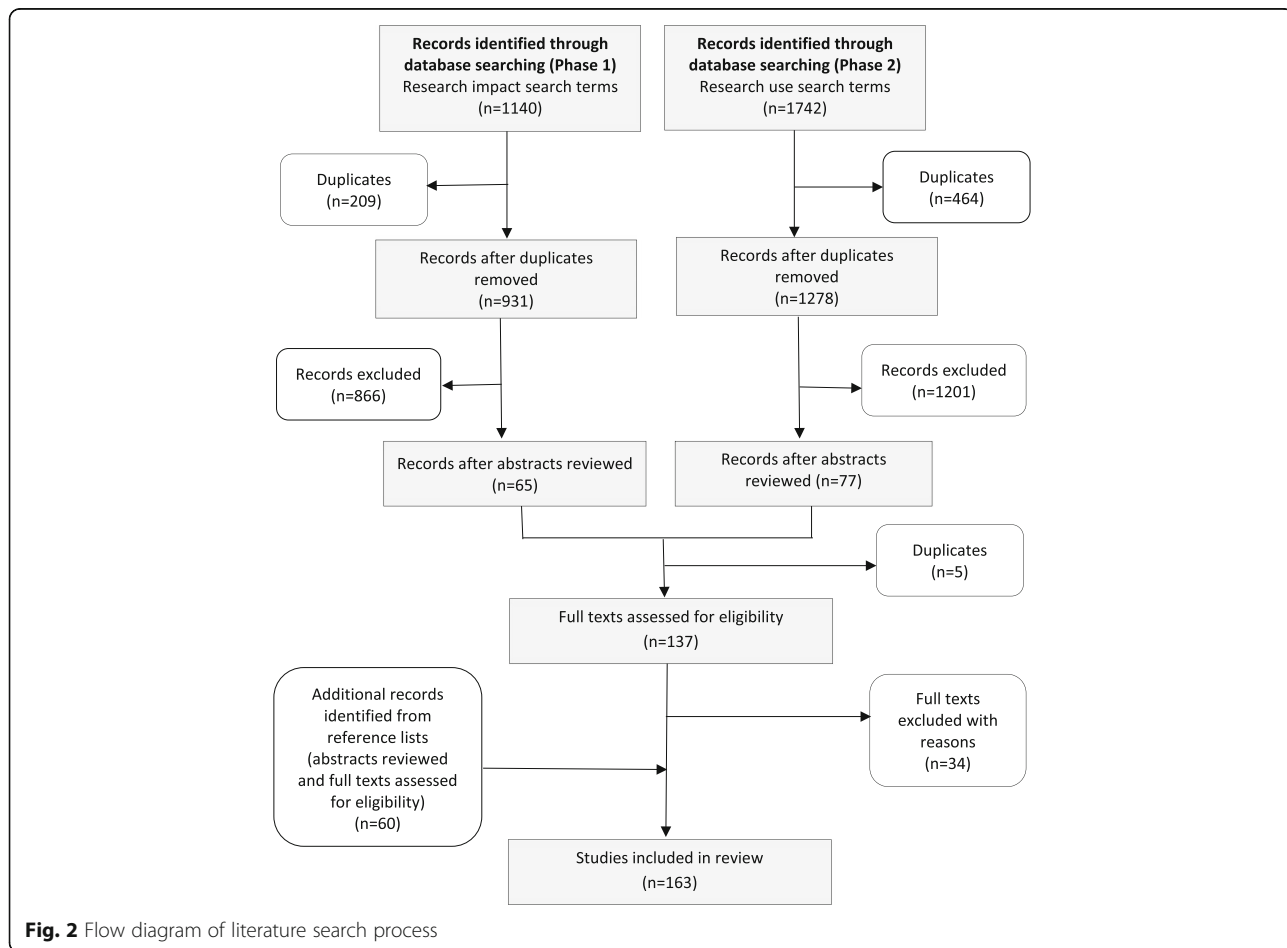 Records identified through
database searching (Phase 1)
Research impact search terms
(n=1140)
Records identified through
database searching (Phase 2)
Research use search terms
(n=1742)
Duplicates
(n=209)
Duplicates
(n=464)
Records after duplicates
removed
(n=931)
Records after duplicates
removed
(n=1278)
Records excluded
(n=866)
Records excluded
(n=1201)
Records after abstracts reviewed
(n=65)
Records after abstracts
reviewed (n=77)
Duplicates
(n=5)
Full texts assessed for eligibility
(n=137)
Additional records
identified from
reference lists
(abstracts reviewed
and full texts assessed
for eligibility)
(n=60)
Full texts
excluded with
reasons
(n=34)
Studies included in review
(n=163)
Fig. 2 Flow diagram of literature search process